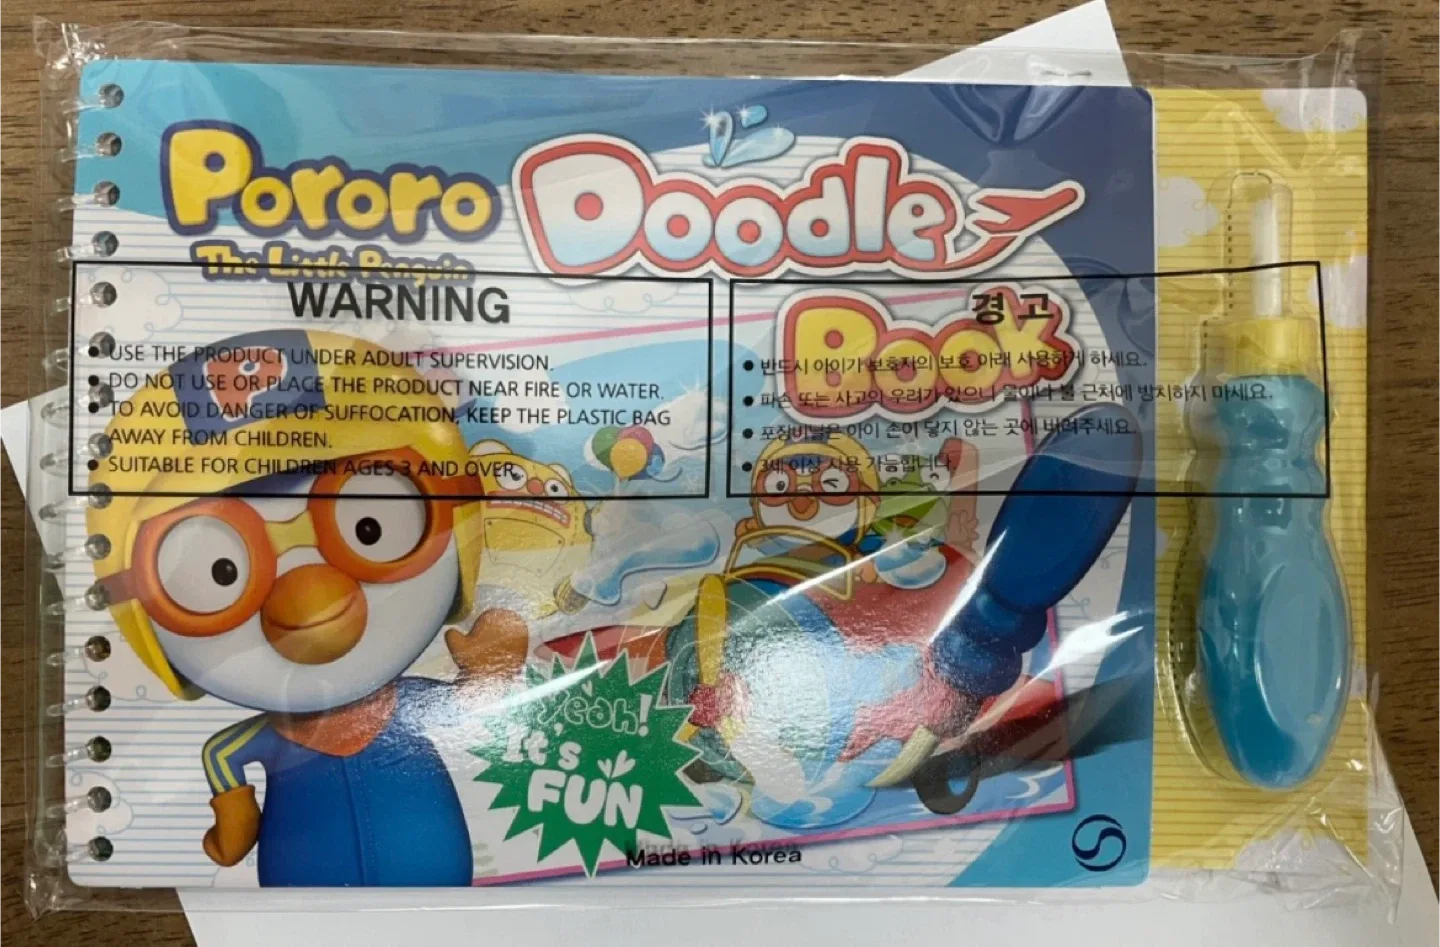 Pororo
The Little Penguin
Doodle
Book
WARNING
• USE THE PRODUCT UNDER ADULT SUPERVISION.
• DO NOT USE OR PLACE THE PRODUCT NEAR FIRE OR WATER.
• TO AVOID DANGER OF SUFFOCATION, KEEP THE PLASTIC BAG
AWAY FROM CHILDREN.
• SUITABLE FOR CHILDREN AGES 3 AND OVER.
경 고
• 반드시 아이가 보호자의 보호 아래 사용하게 하세요.
• 파손 또는 사고의 우려가 있으니 물이나 불 근처에 방치하지 마세요.
• 포장비닐은 아이 손이 닿지 않는 곳에 버려주세요.
• 3세 이상 사용 가능합니다.
P
Yeah!
It's
FUN
Made in Korea